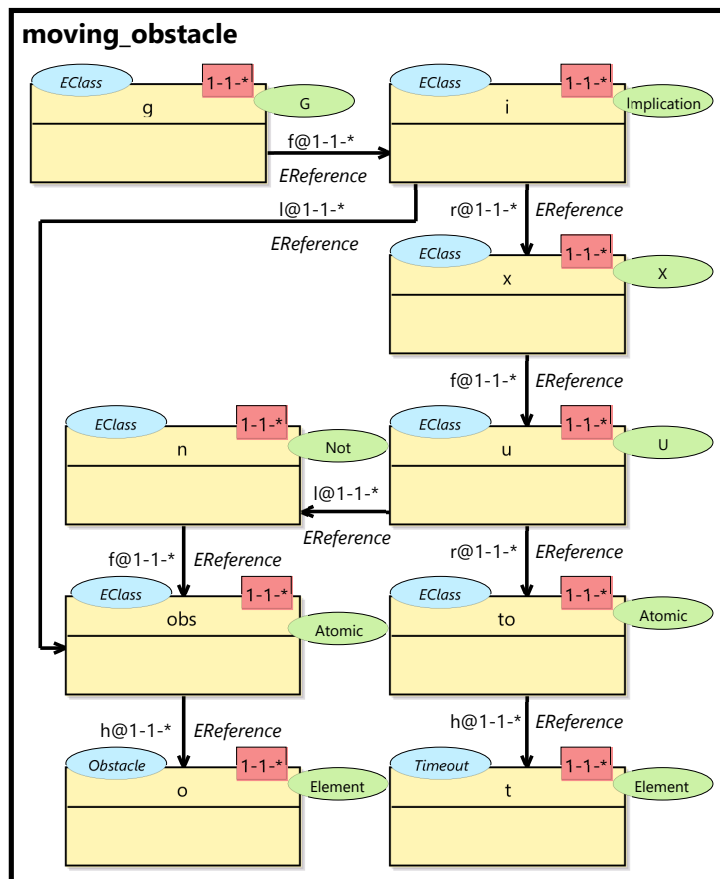 moving_obstacle
EClass 1-1-* EClass 1-1-*
g G i Implication
f@1-1-*
EReference
l@1-1-* r@1-1-* EReference
EReference
EClass 1-1-*
x X
f@1-1-* EReference
EClass 1-1-* EClass 1-1-*
n Not u U
l@1-1-*
EReference
f@1-1-* EReference r@1-1-* EReference
EClass 1-1-* EClass 1-1-*
obs Atomic to Atomic
h@1-1-* EReference h@1-1-* EReference
Obstacle 1-1-* Timeout 1-1-*
o Element t Element